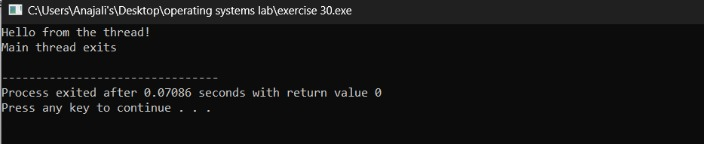 C:\Users\Anajali's\Desktop\operating systems lab\exercise 30.exe
Hello from the thread!
Main thread exits
--------------------------------
Process exited after 0.07086 seconds with return value 0
Press any key to continue . . .